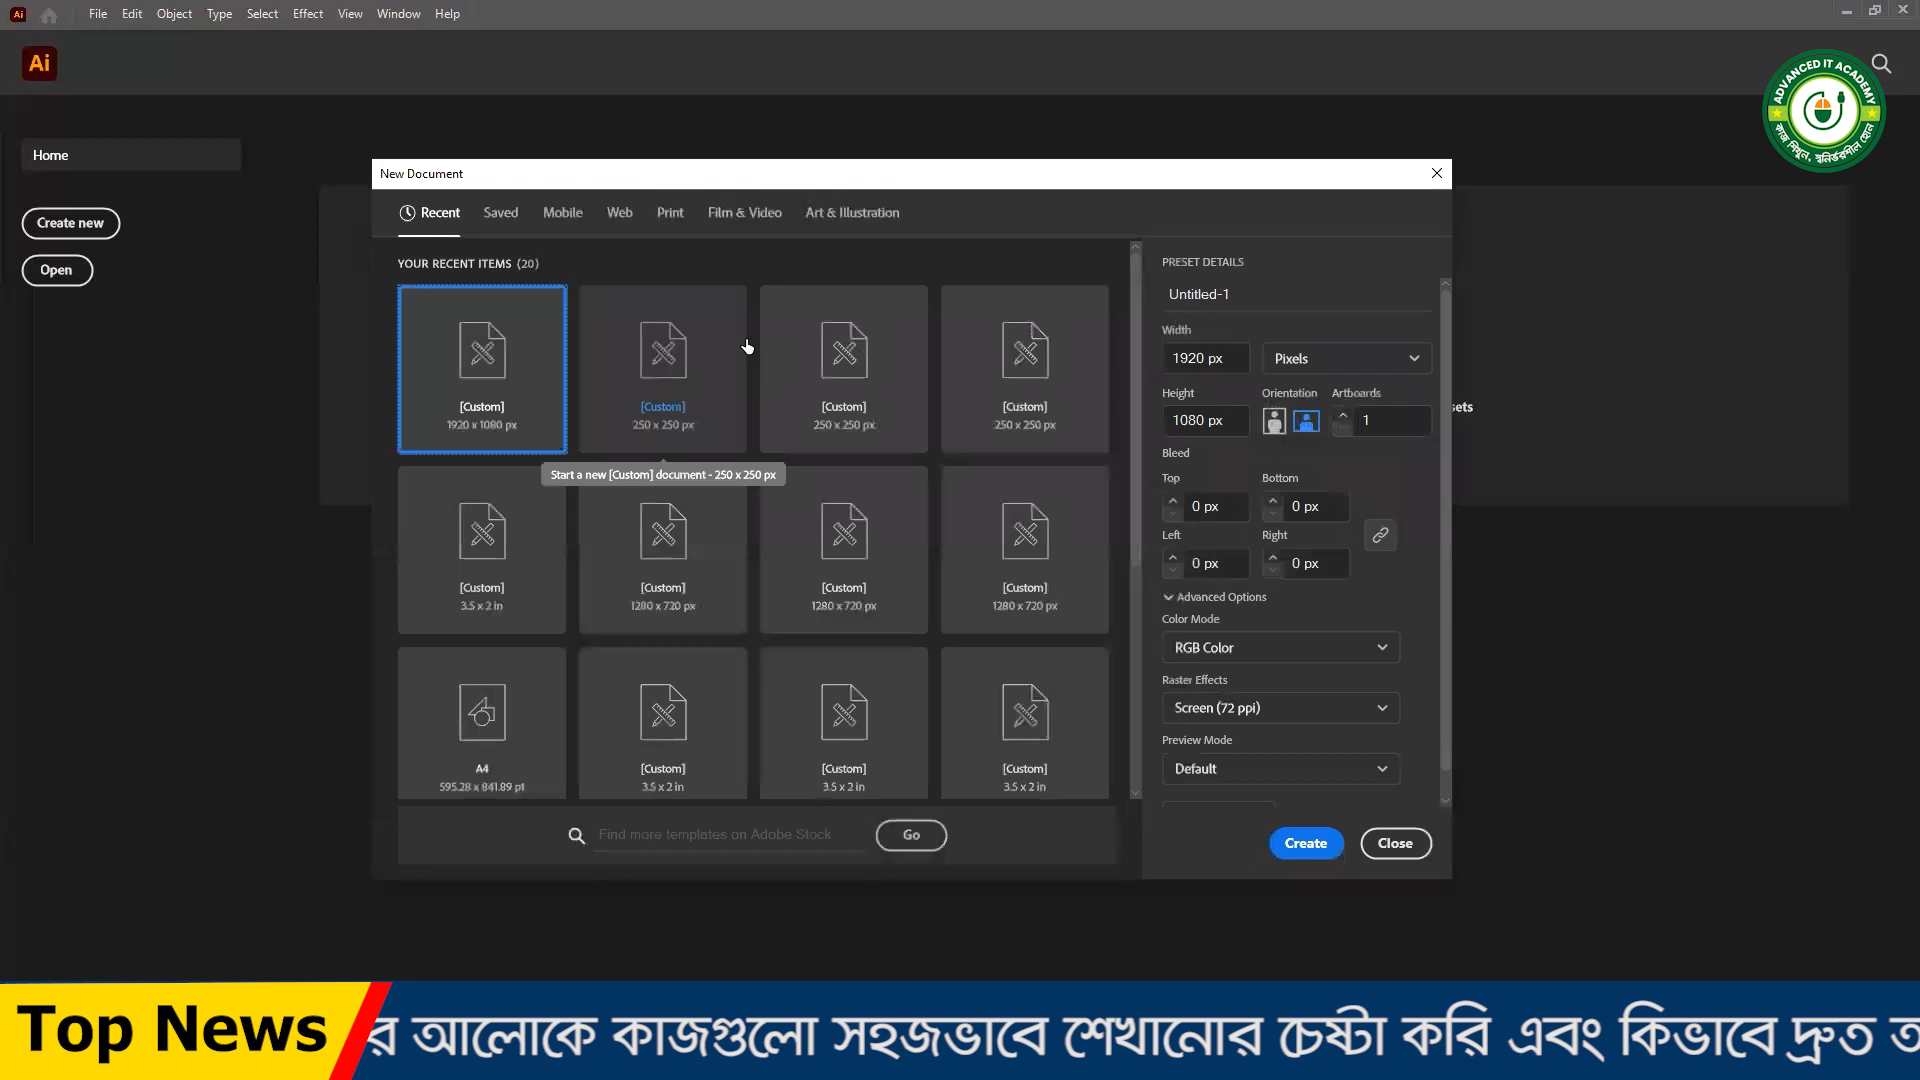 Ai
File Edit Object Type Select Effect View Window Help
Ai
ADVANCED IT ACADEMY
কাজ শিখুন, স্বনির্ভরশীল হোন
Home
Create new
Open
New Document
Recent Saved Mobile Web Print Film & Video Art & Illustration
YOUR RECENT ITEMS (20)
[Custom]
1920 x 1080 px
[Custom]
250 x 250 px
[Custom]
250 x 250 px
[Custom]
250 x 250 px
Start a new [Custom] document - 250 x 250 px
[Custom]
3.5 x 2 in
[Custom]
1280 x 720 px
[Custom]
1280 x 720 px
[Custom]
1280 x 720 px
A4
595.28 x 841.89 pt
[Custom]
3.5 x 2 in
[Custom]
3.5 x 2 in
[Custom]
3.5 x 2 in
Find more templates on Adobe Stock Go
PRESET DETAILS
Untitled-1
Width
1920 px Pixels
Height Orientation Artboards
1080 px 1
Bleed
Top Bottom
0 px 0 px
Left Right
0 px 0 px
Advanced Options
Color Mode
RGB Color
Raster Effects
Screen (72 ppi)
Preview Mode
Default
Create Close
sets
Top News
র আলোকে কাজগুলো সহজভাবে শেখানোর চেষ্টা করি এবং কিভাবে দ্রুত